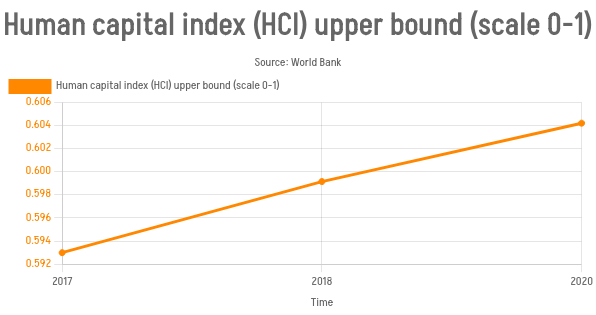 Human capital index (HCI) upper bound (scale 0-1)
Source: World Bank
Human capital index (HCI) upper bound (scale 0-1)
0.606
0.604
0.602
0.600
0.598
0.596
0.594
0.592
2017 2018 2020
Time